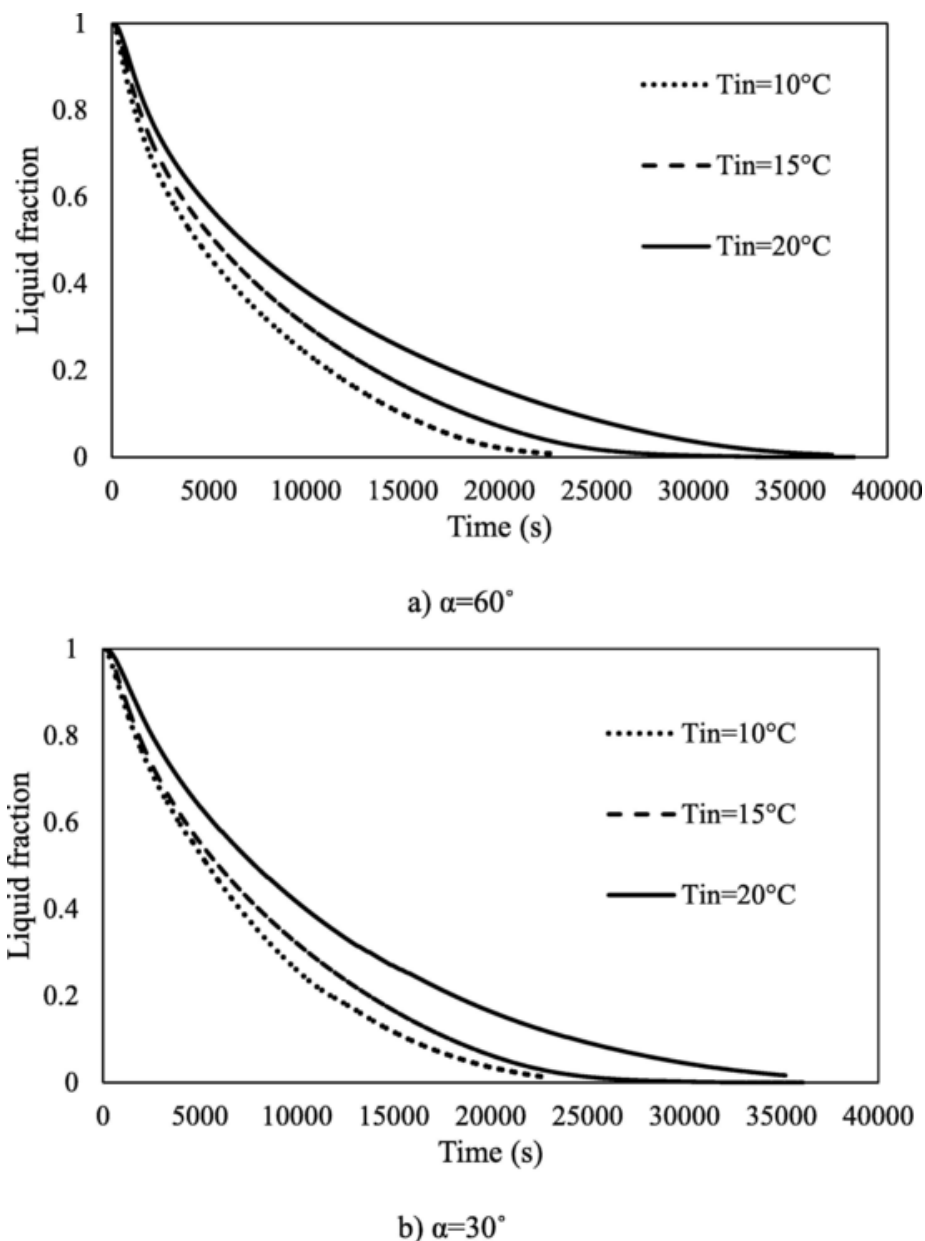 1
0.8
0.6
0.4
0.2
0
Liquid fraction
Tin=10°C
Tin=15°C
Tin=20°C
0 5000 10000 15000 20000 25000 30000 35000 40000
Time (s)
a) α=60˚
1
0.8
0.6
0.4
0.2
0
Liquid fraction
Tin=10°C
Tin=15°C
Tin=20°C
0 5000 10000 15000 20000 25000 30000 35000 40000
Time (s)
b) α=30˚